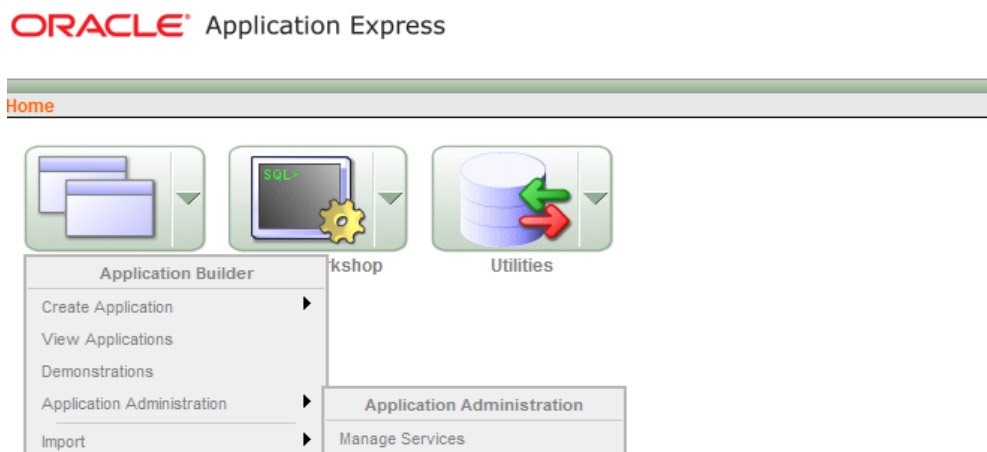 ORACLE Application Express
Home
SQL>
kshop
Utilities
Application Builder
Create Application
View Applications
Demonstrations
Application Administration
Import
Application Administration
Manage Services